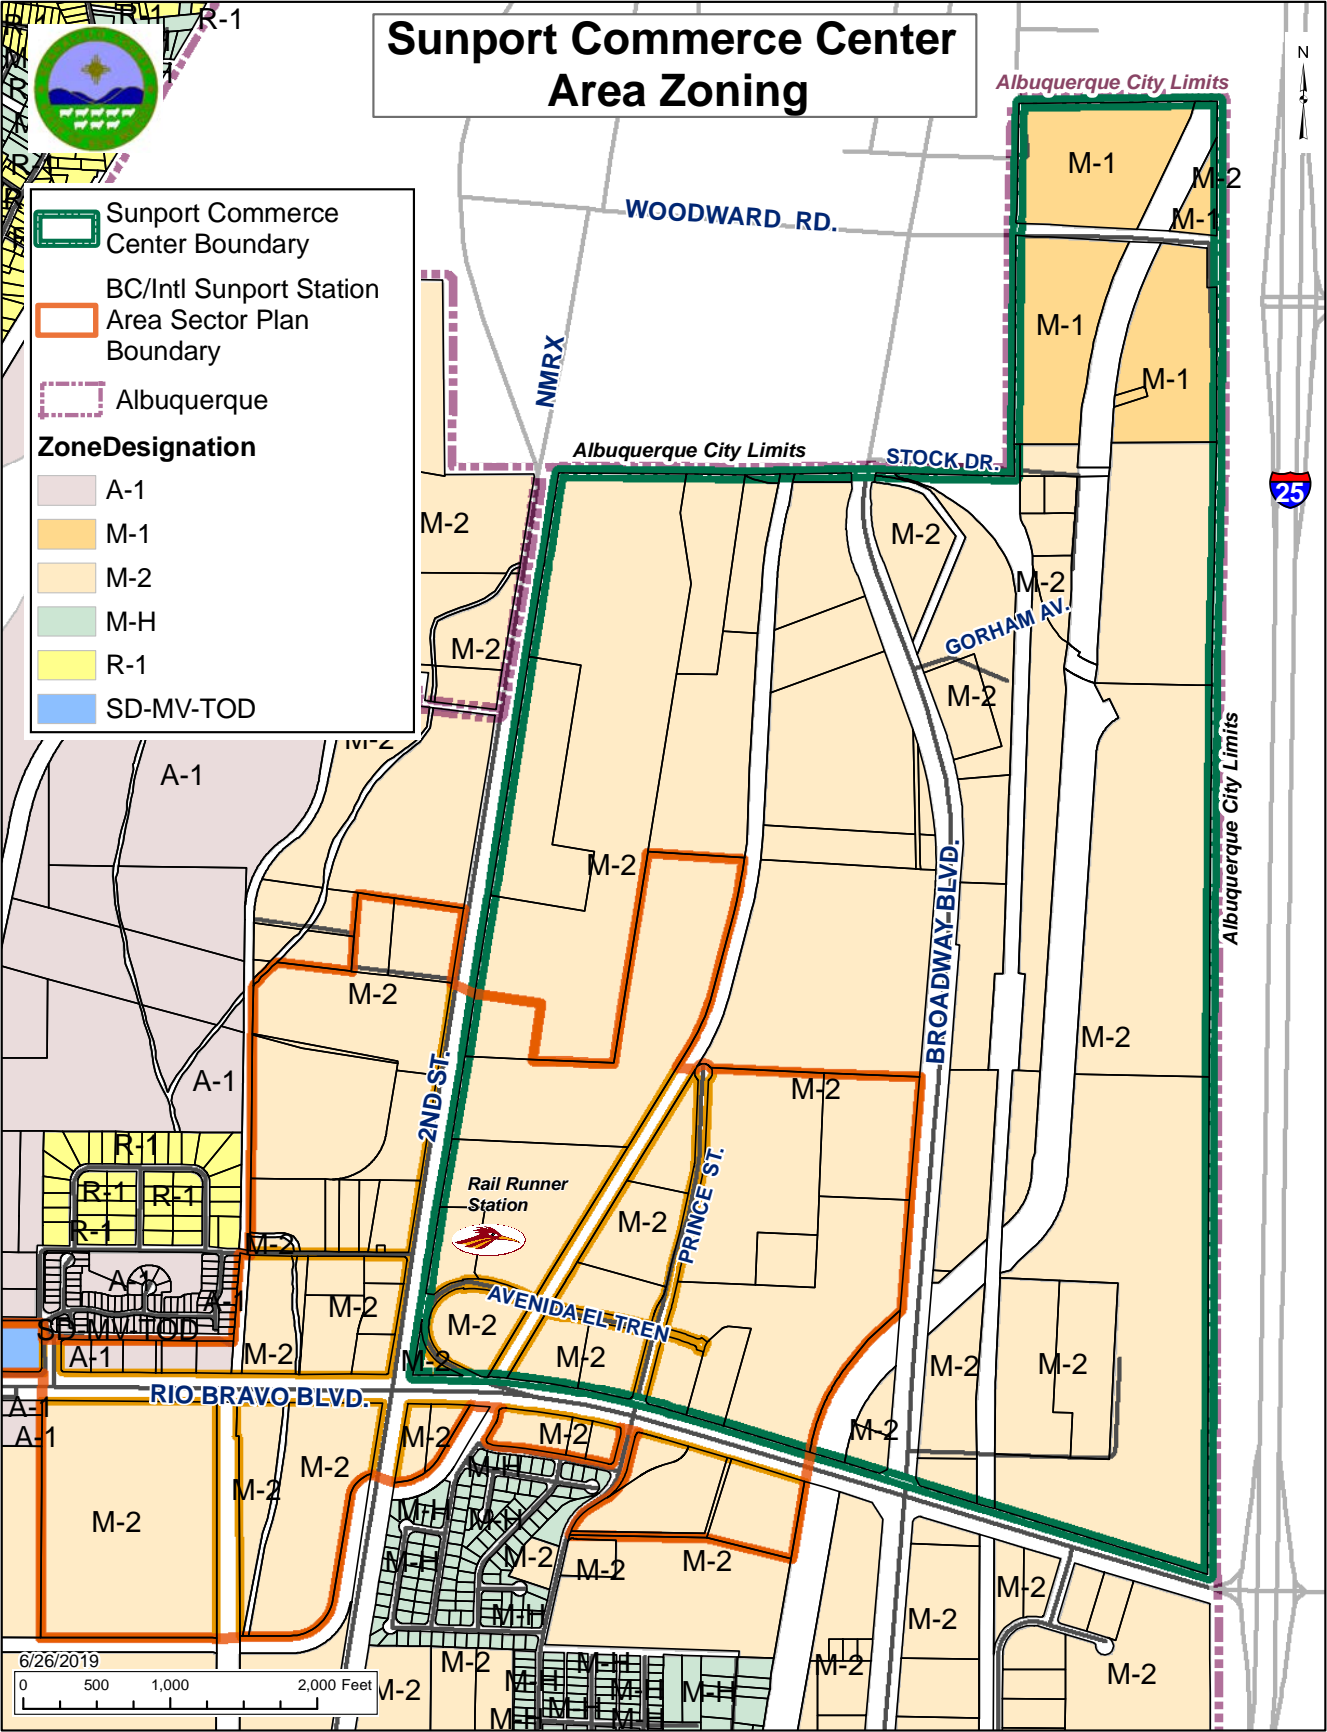 Sunport Commerce Center
Area Zoning
R-1
R-1
N
Albuquerque City Limits
M-1
M-2
M-1
WOODWARD RD.
Sunport Commerce
Center Boundary
BC/Intl Sunport Station
Area Sector Plan
Boundary
Albuquerque
ZoneDesignation
A-1
M-1
M-2
M-H
R-1
SD-MV-TOD
NMRX
M-1
M-1
Albuquerque City Limits
STOCK DR.
25
M-2
M-2
M-2
GORHAM AV.
M-2
M-2
M-2
A-1
Albuquerque City Limits
M-2
BROADWAY BLVD.
M-2
M-2
A-1
2ND ST.
M-2
R-1
R-1
R-1
R-1
Rail Runner
Station
M-2
PRINCE ST.
M-2
A-1
A-1
M-2
AVENIDA EL TREN
M-2
SD-MV-TOD
A-1
M-2
M-2
M-2
M-2
M-2
RIO BRAVO BLVD.
A-1
A-1
M-2
M-2
M-2
M-2
M-2
M-2
M-H
M-H
M-H
M-H
M-2
M-2
M-2
M-2
M-H
M-2
6/26/2019
0 500 1,000 2,000 Feet
M-2
M-2
M-H
M-H
M-H
M-H
M-H
M-H
M-H
M-2
M-2